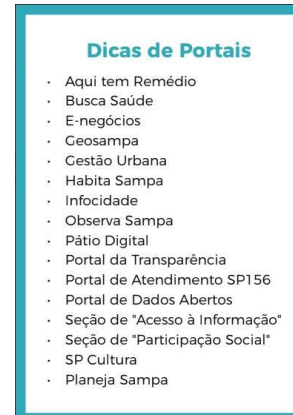 Dicas de Portais
· Aqui tem Remédio
· Busca Saúde
· E-negócios
· Geosampa
· Gestão Urbana
· Habita Sampa
· Infocidade
· Observa Sampa
· Pátio Digital
· Portal da Transparência
· Portal de Atendimento SP156
· Portal de Dados Abertos
· Seção de "Acesso à Informação"
· Seção de "Participação Social"
· SP Cultura
· Planeja Sampa